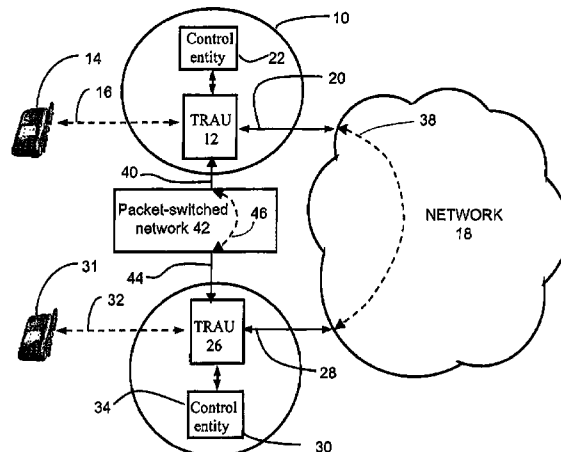 10
14
Control
entity
22
20
16
TRAU
12
38
40
Packet-switched
network 42
46
NETWORK
18
31
44
32
TRAU
26
28
34
Control
entity
30